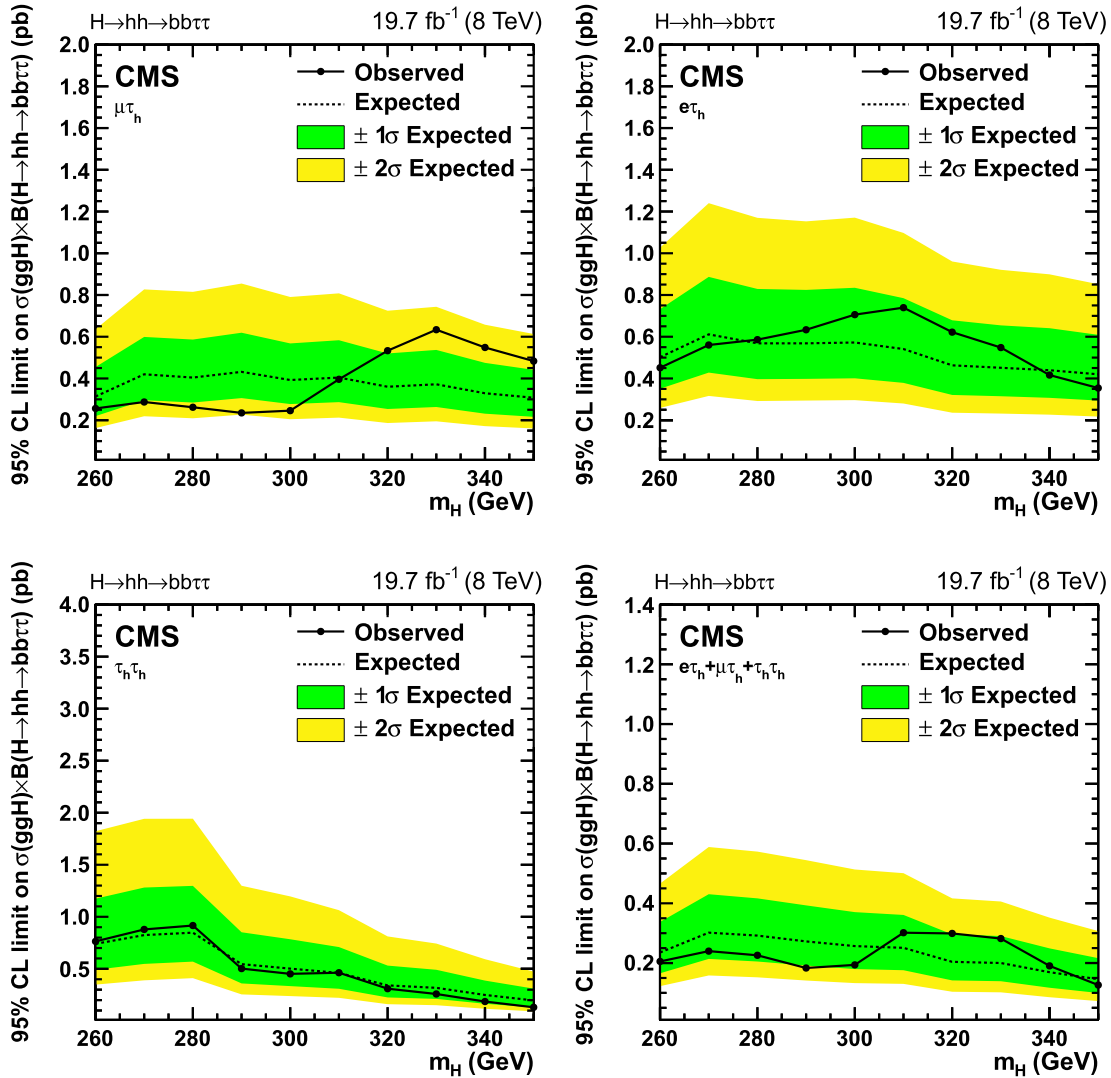 H→hh→bbττ 19.7 fb⁻¹ (8 TeV)
95% CL limit on σ(ggH)×B(H→hh→bbττ) (pb)
CMS
μτₕ
Observed
Expected
± 1σ Expected
± 2σ Expected
2.0
1.8
1.6
1.4
1.2
1.0
0.8
0.6
0.4
0.2
260 280 300 320 340
m_H (GeV)
H→hh→bbττ 19.7 fb⁻¹ (8 TeV)
95% CL limit on σ(ggH)×B(H→hh→bbττ) (pb)
CMS
eτₕ
Observed
Expected
± 1σ Expected
± 2σ Expected
2.0
1.8
1.6
1.4
1.2
1.0
0.8
0.6
0.4
0.2
260 280 300 320 340
m_H (GeV)
H→hh→bbττ 19.7 fb⁻¹ (8 TeV)
95% CL limit on σ(ggH)×B(H→hh→bbττ) (pb)
CMS
τₕτₕ
Observed
Expected
± 1σ Expected
± 2σ Expected
4.0
3.5
3.0
2.5
2.0
1.5
1.0
0.5
260 280 300 320 340
m_H (GeV)
H→hh→bbττ 19.7 fb⁻¹ (8 TeV)
95% CL limit on σ(ggH)×B(H→hh→bbττ) (pb)
CMS
eτₕ+μτₕ+τₕτₕ
Observed
Expected
± 1σ Expected
± 2σ Expected
1.4
1.2
1.0
0.8
0.6
0.4
0.2
260 280 300 320 340
m_H (GeV)